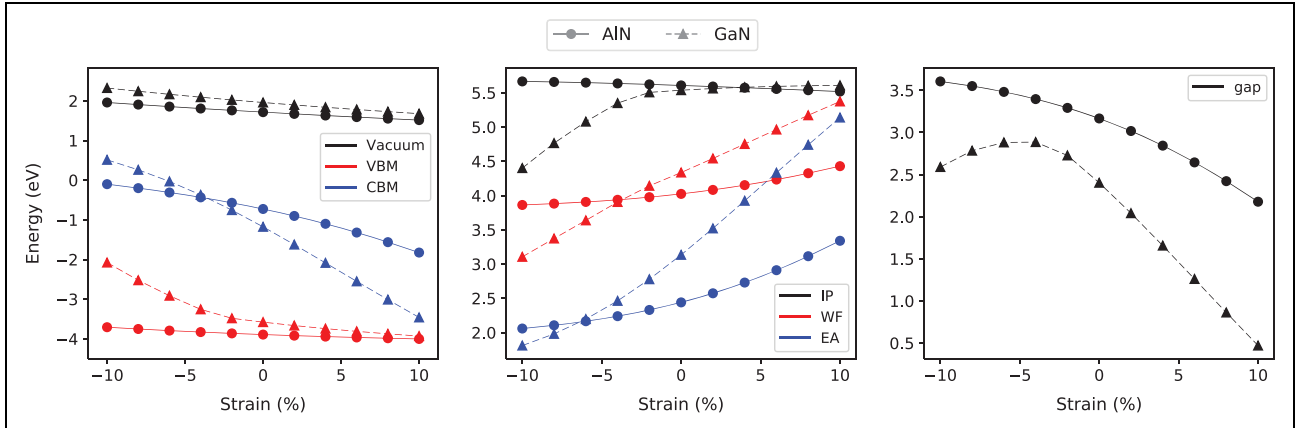 AlN GaN
Energy (eV)
2
1
0
−1
−2
−3
−4
Vacuum
VBM
CBM
−10 −5 0 5 10
Strain (%)
5.5
5.0
4.5
4.0
3.5
3.0
2.5
2.0
IP
WF
EA
−10 −5 0 5 10
Strain (%)
3.5
3.0
2.5
2.0
1.5
1.0
0.5
gap
−10 −5 0 5 10
Strain (%)